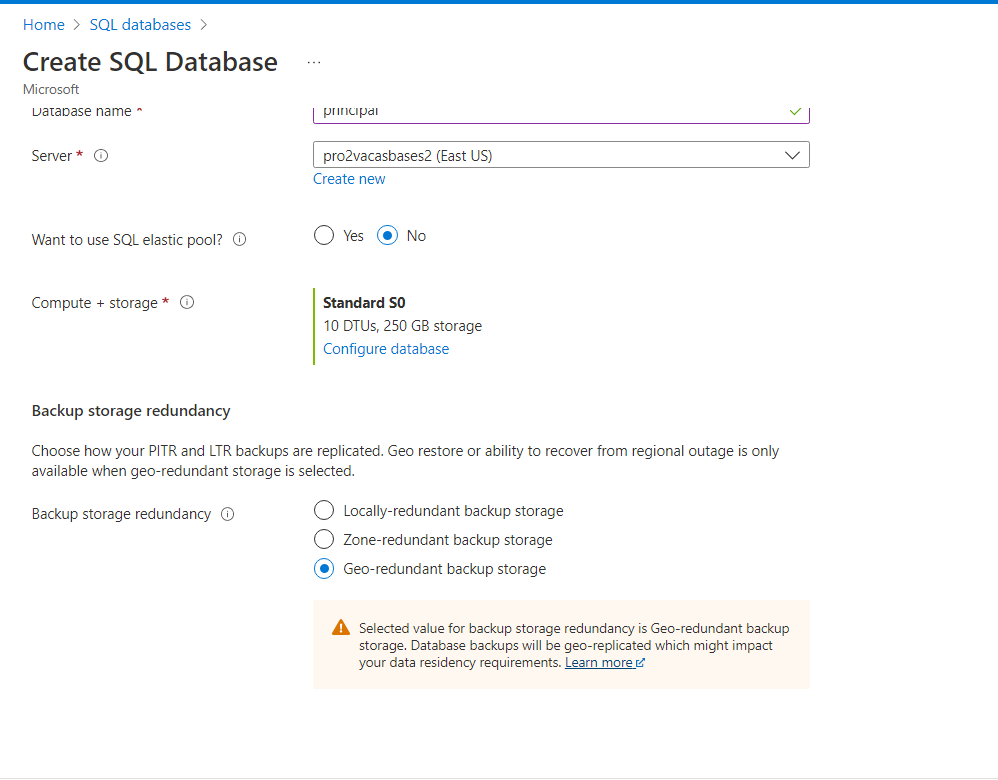 Home > SQL databases >
Create SQL Database ...
Microsoft
Database name * principal
Server * pro2vacasbases2 (East US)
Create new
Want to use SQL elastic pool? Yes No
Compute + storage * Standard S0
10 DTUs, 250 GB storage
Configure database
Backup storage redundancy
Choose how your PITR and LTR backups are replicated. Geo restore or ability to recover from regional outage is only
available when geo-redundant storage is selected.
Backup storage redundancy Locally-redundant backup storage
Zone-redundant backup storage
Geo-redundant backup storage
Selected value for backup storage redundancy is Geo-redundant backup
storage. Database backups will be geo-replicated which might impact
your data residency requirements. Learn more